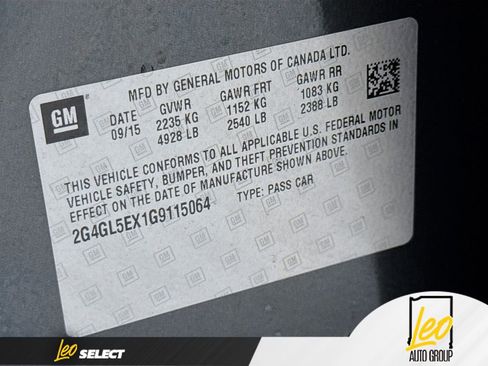 MFD BY GENERAL MOTORS OF CANADA LTD.
GM
DATE GVWR GAWR FRT GAWR RR
09/15 2235 KG 1152 KG 1083 KG
4928 LB 2540 LB 2388 LB
THIS VEHICLE CONFORMS TO ALL APPLICABLE U.S. FEDERAL MOTOR
VEHICLE SAFETY, BUMPER, AND THEFT PREVENTION STANDARDS IN
EFFECT ON THE DATE OF MANUFACTURE SHOWN ABOVE.
2G4GL5EX1G9115064 TYPE: PASS CAR
Leo SELECT
Leo
AUTO GROUP